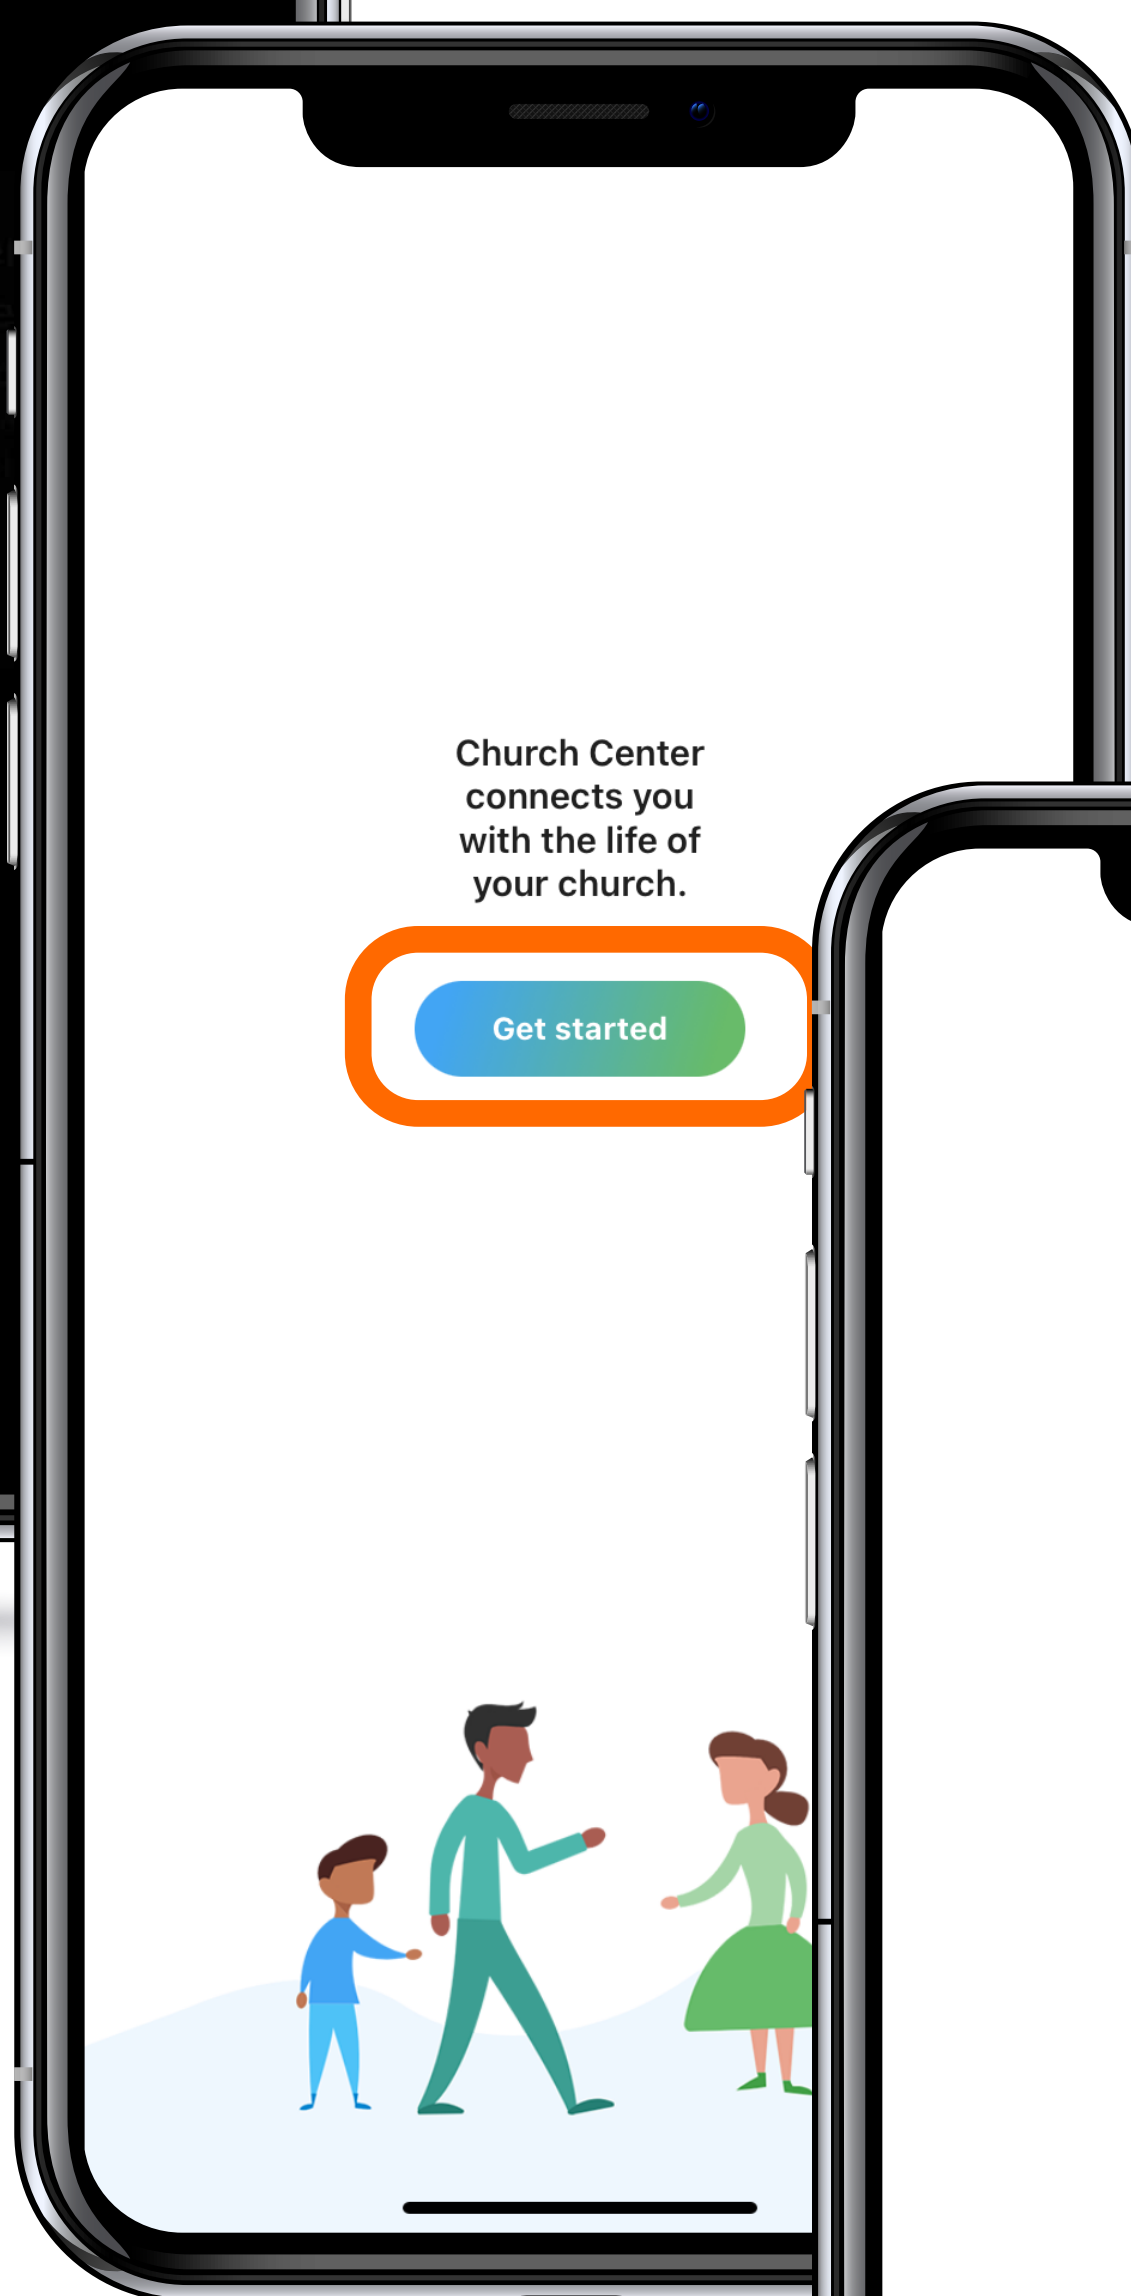 Church Center
connects you
with the life of
your church.
Get started